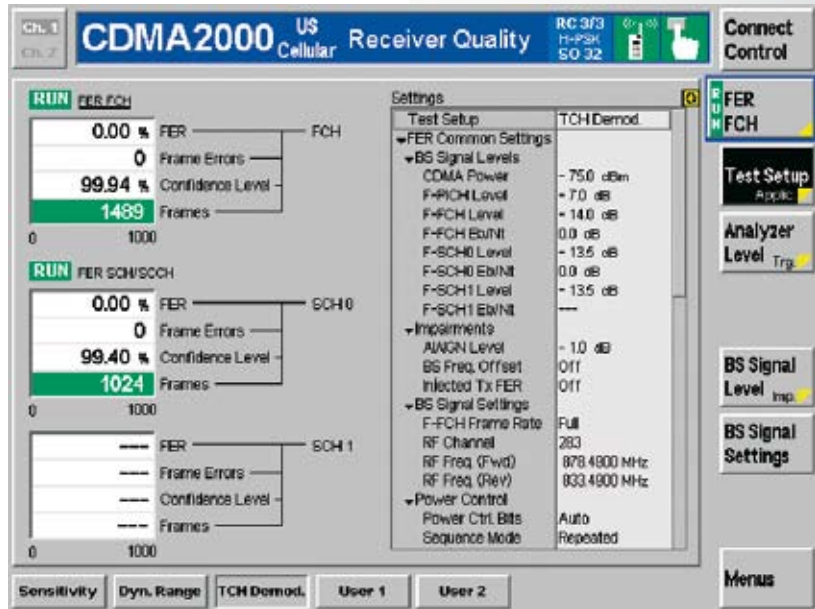 Ch. 1
Ch. 2
CDMA2000 US Cellular Receiver Quality
RC 3/3
H-PSK
SO 32
Connect Control
RUN FER FCH
0.00 % FER FCH
0 Frame Errors
99.94 % Confidence Level
1489 Frames
0 1000
RUN FER SCH/SCCH
0.00 % FER SCH 0
0 Frame Errors
99.40 % Confidence Level
1024 Frames
0 1000
--- FER SCH 1
--- Frame Errors
--- Confidence Level
--- Frames
0 1000
Settings
Test Setup TCH Demod.
FER Common Settings
BS Signal Levels
CDMA Power - 75.0 dBm
F-PICH Level - 7.0 dB
F-FCH Level - 14.0 dB
F-FCH Eb/Nt 0.0 dB
F-SCH0 Level - 13.5 dB
F-SCH0 Eb/Nt 0.0 dB
F-SCH1 Level - 13.5 dB
F-SCH1 Eb/Nt ---
Impairments
AWGN Level - 1.0 dB
BS Freq. Offset Off
Injected Tx FER Off
BS Signal Settings
F-FCH Frame Rate Full
RF Channel 283
RF Freq. (Fwd) 878.4900 MHz
RF Freq. (Rev) 833.4900 MHz
Power Control
Power Ctrl. Bits Auto
Sequence Mode Repeated
RUN
FER FCH
Test Setup
Applic.
Analyzer Level Trg.
BS Signal Level Imp.
BS Signal Settings
Menus
Sensitivity
Dyn. Range
TCH Demod.
User 1
User 2